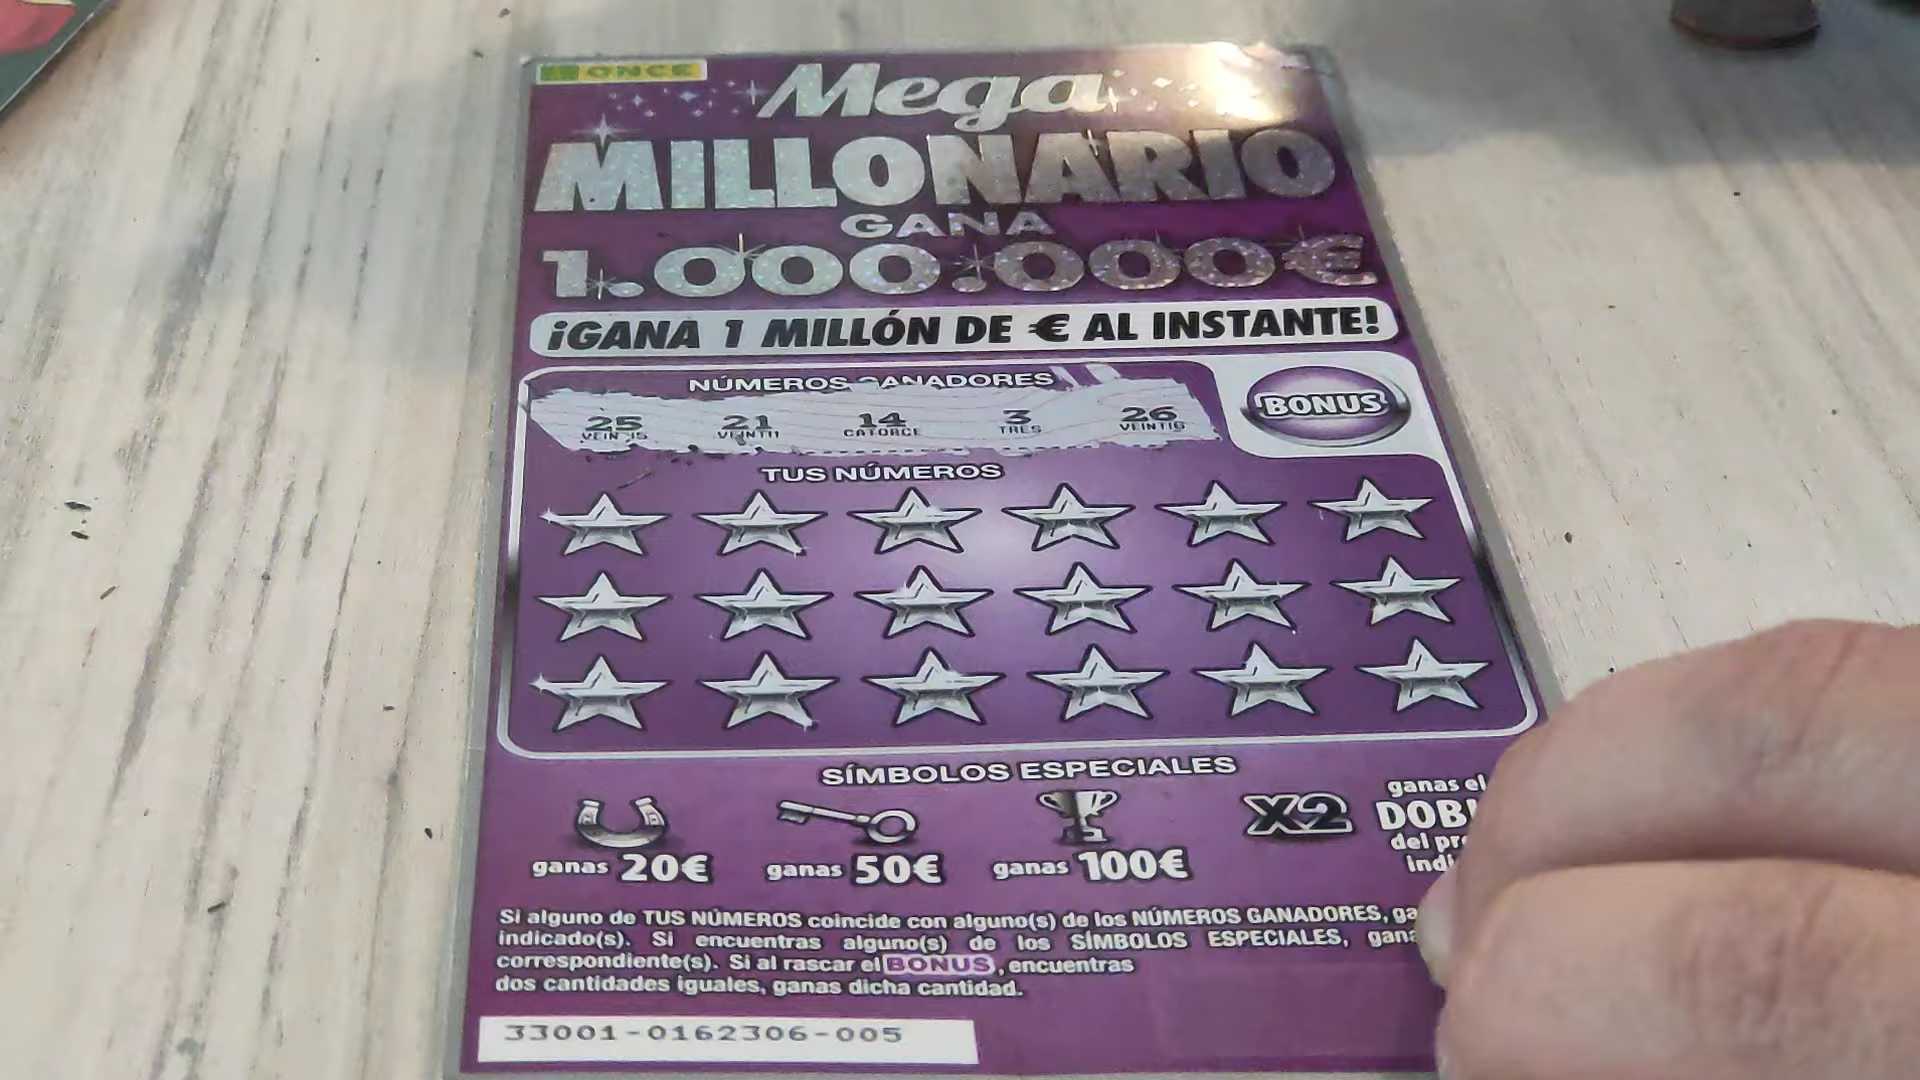 ONCE
Mega
MILLONARIO
GANA
1.000.000€
¡GANA 1 MILLÓN DE € AL INSTANTE!
NÚMEROS GANADORES
25 21 14 3 26
CATORCE TRES
BONUS
TUS NÚMEROS
SÍMBOLOS ESPECIALES
ganas 20€ ganas 50€ ganas 100€ X2 ganas el
DOB
del
Si alguno de TUS NÚMEROS coincide con alguno(s) de los NÚMEROS GANADORES,
indicado(s). Si encuentras alguno(s) de los SÍMBOLOS ESPECIALES,
correspondiente(s). Si al rascar el BONUS, encuentras
dos cantidades iguales, ganas dicha cantidad.
33001-0162306-005